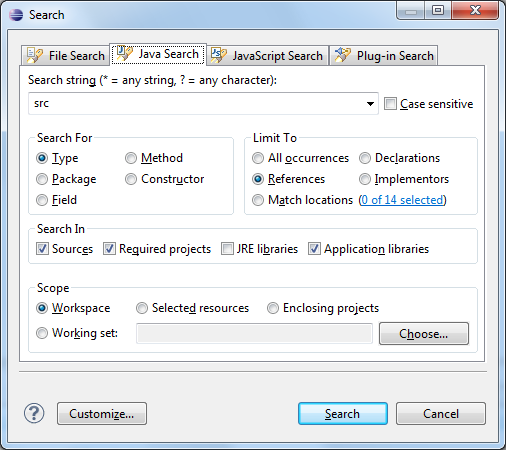 Search
File Search Java Search JavaScript Search Plug-in Search
Search string (* = any string, ? = any character):
src Case sensitive
Search For Limit To
Type Method All occurrences Declarations
Package Constructor References Implementors
Field Match locations (0 of 14 selected)
Search In
Sources Required projects JRE libraries Application libraries
Scope
Workspace Selected resources Enclosing projects
Working set: Choose...
? Customize... Search Cancel